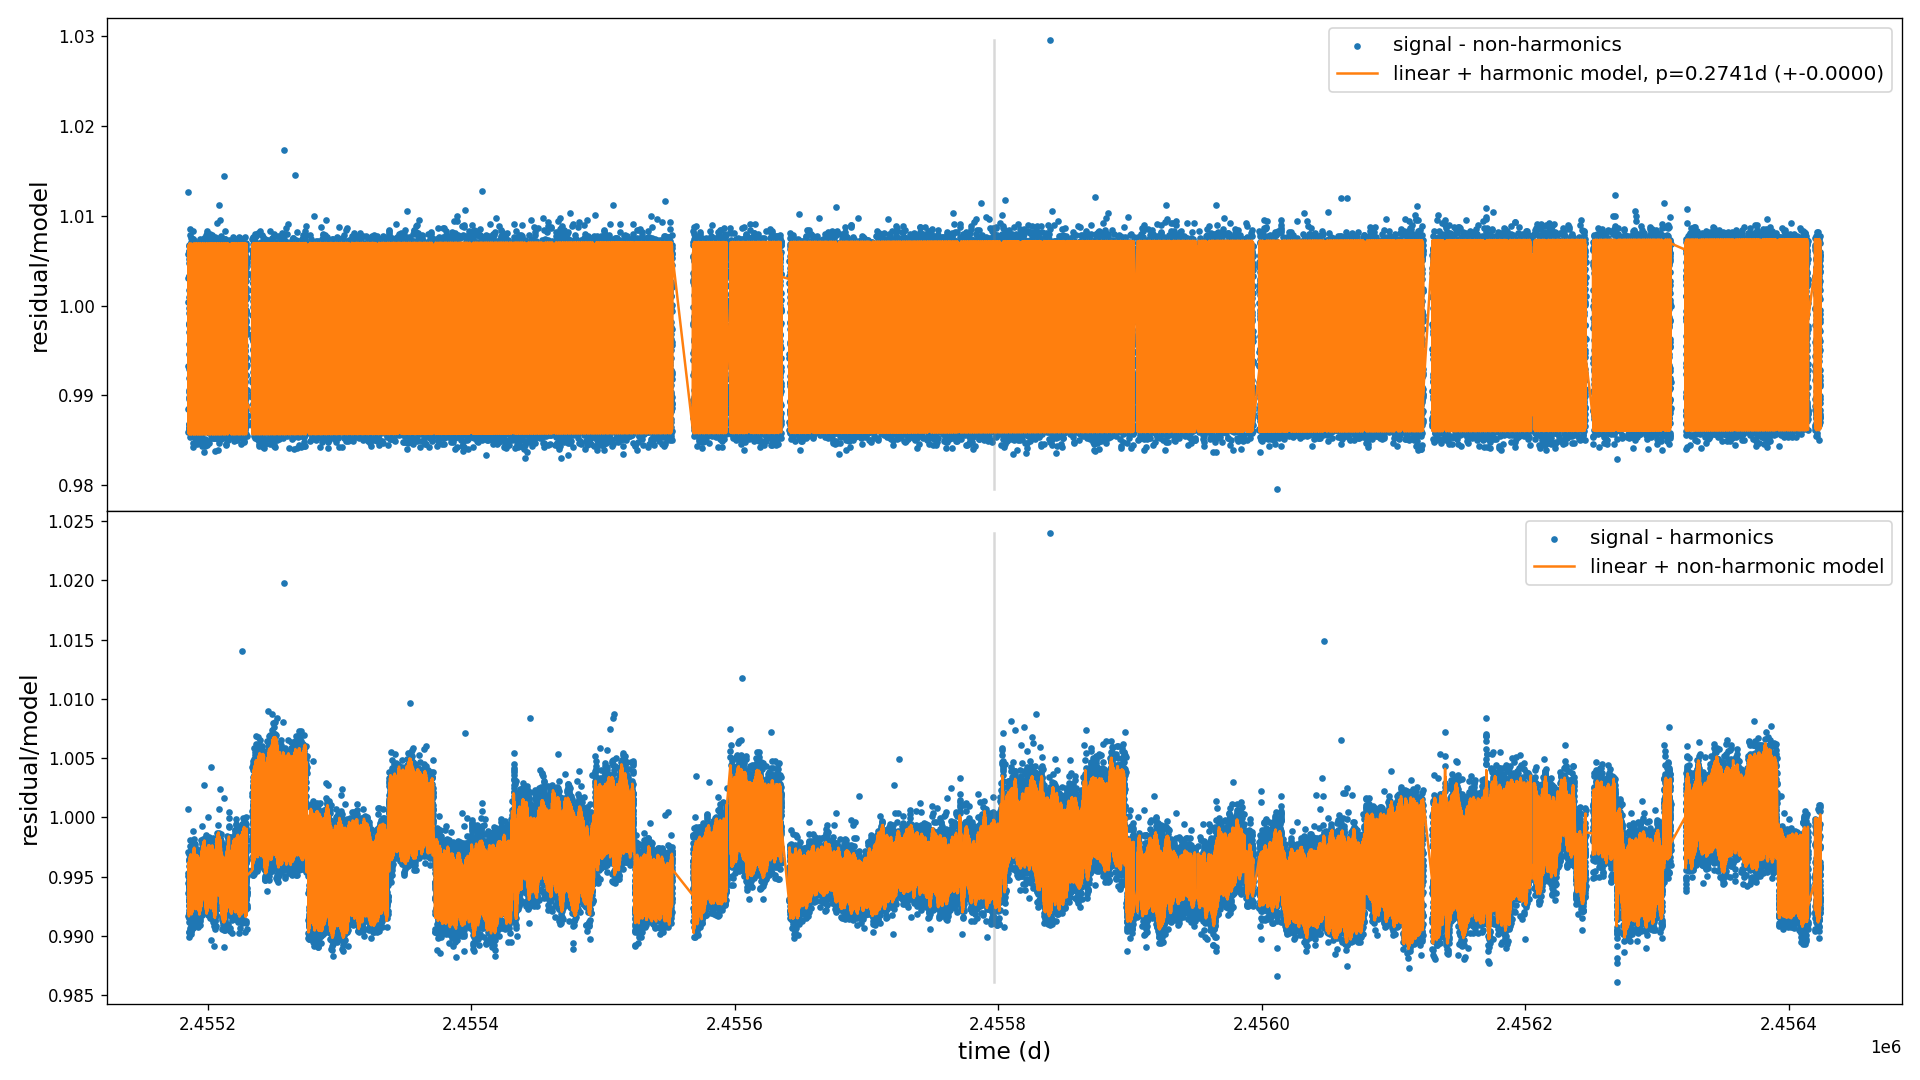 1.03
1.02
1.01
1.00
0.99
0.98
residual/model
signal - non-harmonics
linear + harmonic model, p=0.2741d (+-0.0000)
1.025
1.020
1.015
1.010
1.005
1.000
0.995
0.990
0.985
residual/model
signal - harmonics
linear + non-harmonic model
2.4552
2.4554
2.4556
2.4558
2.4560
2.4562
2.4564
time (d)
1e6